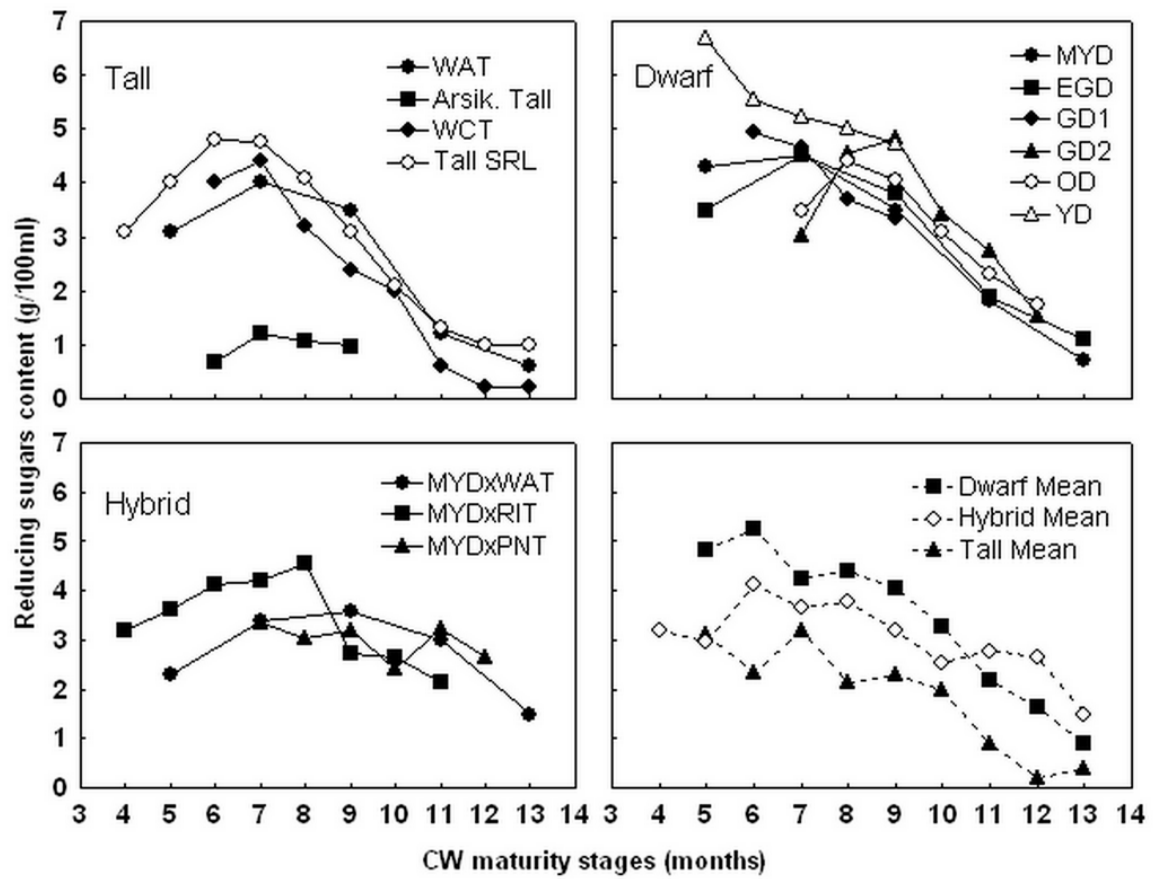 Reducing sugars content (g/100ml)
7
6
5
4
3
2
1
0
Tall
WAT
Arsik. Tall
WCT
Tall SRL
Dwarf
MYD
EGD
GD1
GD2
OD
YD
7
6
5
4
3
2
1
0
Hybrid
MYDxWAT
MYDxRIT
MYDxPNT
Dwarf Mean
Hybrid Mean
Tall Mean
3 4 5 6 7 8 9 10 11 12 13 14 3 4 5 6 7 8 9 10 11 12 13 14
CW maturity stages (months)